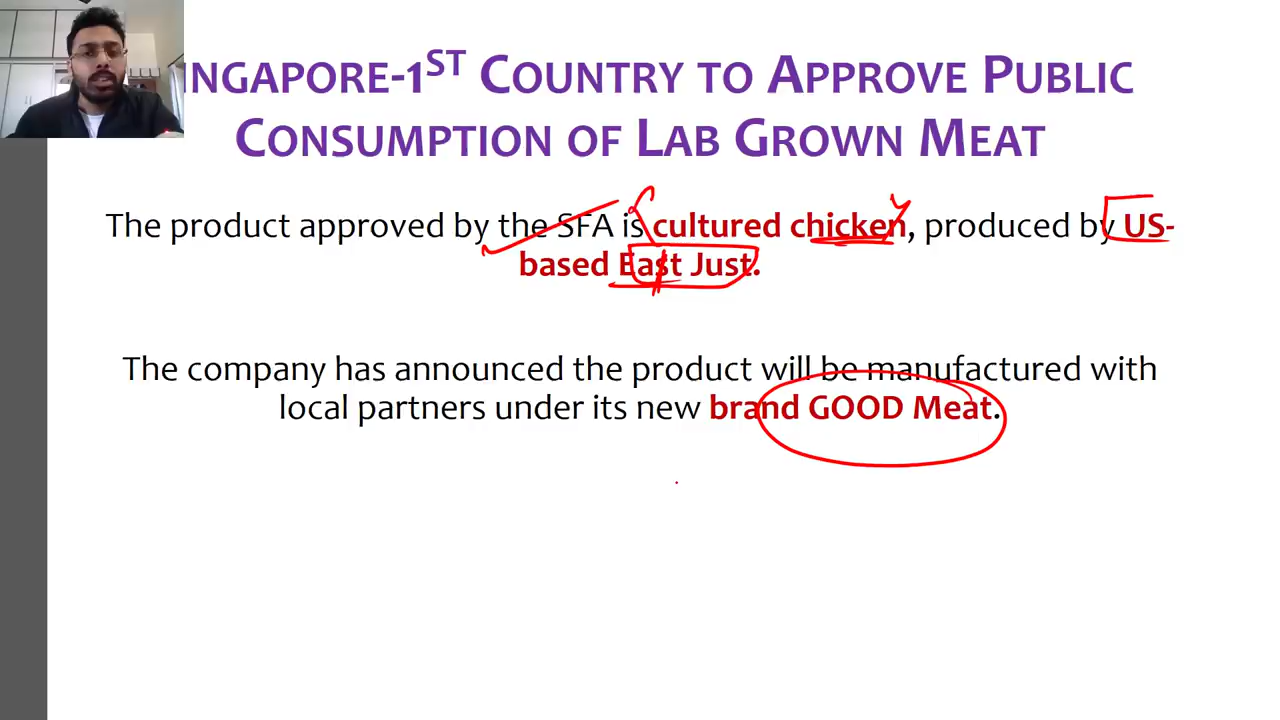 INGAPORE-1ST COUNTRY TO APPROVE PUBLIC
CONSUMPTION OF LAB GROWN MEAT
The product approved by the SFA is cultured chicken, produced by US-
based East Just.
The company has announced the product will be manufactured with
local partners under its new brand GOOD Meat.